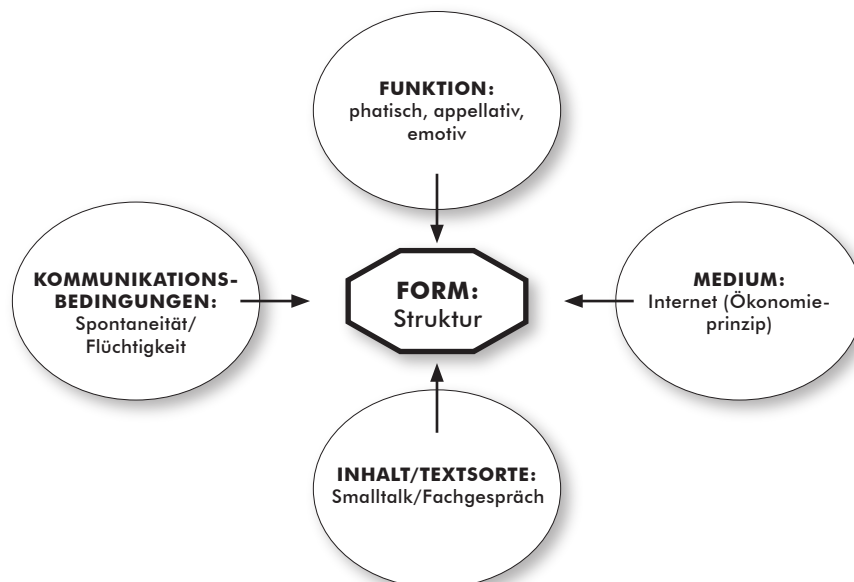 FUNKTION:
phatisch, appellativ,
emotiv
KOMMUNIKATIONS-
BEDINGUNGEN:
Spontaneität/
Flüchtigkeit
FORM:
Struktur
MEDIUM:
Internet (Ökonomie-
prinzip)
INHALT/TEXTSORTE:
Smalltalk/Fachgespräch